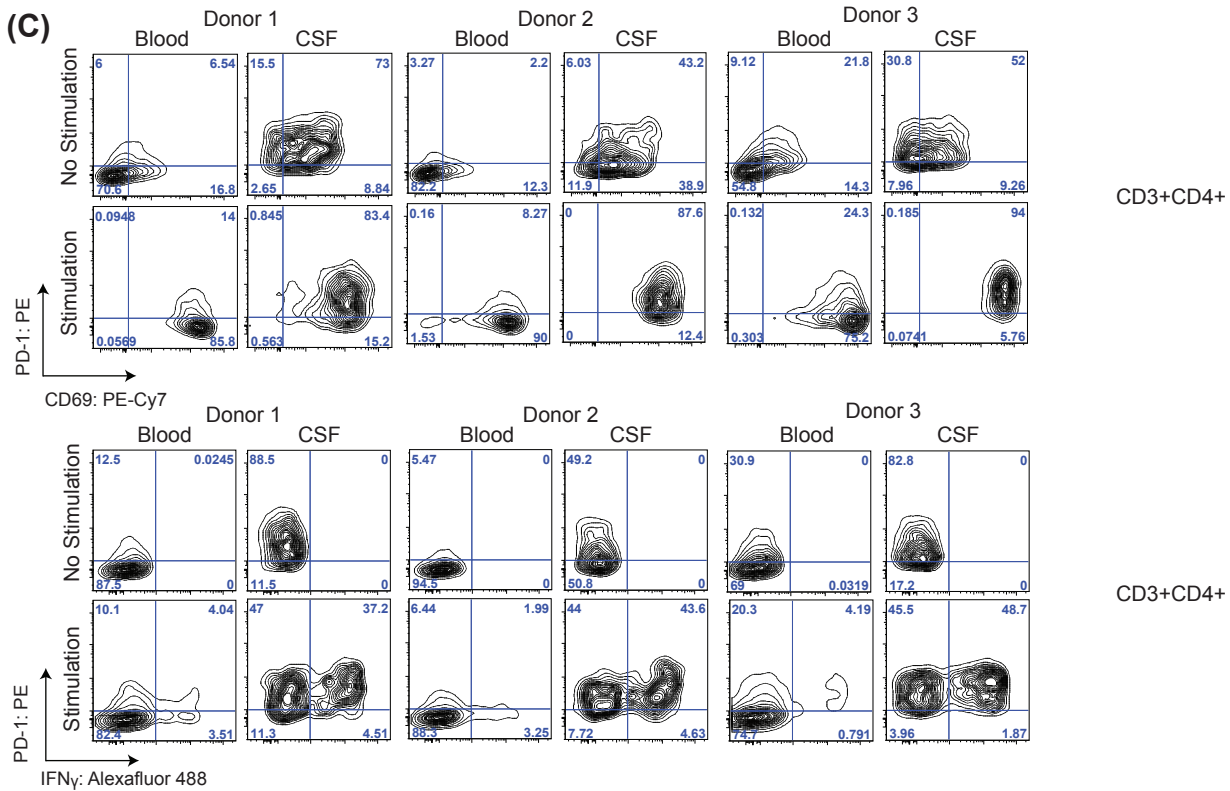 (C)
Donor 1 Donor 2 Donor 3
Blood CSF Blood CSF Blood CSF
No Stimulation
6 6.54 15.5 73 3.27 2.2 6.03 43.2 9.12 21.8 30.8 52
70.6 16.8 2.65 8.84 82.2 12.3 11.9 38.9 54.8 14.3 7.96 9.26
CD3+CD4+
Stimulation
0.0948 14 0.845 83.4 0.16 8.27 0 87.6 0.132 24.3 0.185 94
0.0569 85.8 0.563 15.2 1.53 90 0 12.4 0.303 75.2 0.0741 5.76
PD-1: PE
CD69: PE-Cy7
Donor 1 Donor 2 Donor 3
Blood CSF Blood CSF Blood CSF
No Stimulation
12.5 0.0245 88.5 0 5.47 0 49.2 0 30.9 0 82.8 0
87.5 0 11.5 0 94.5 0 50.8 0 69 0.0319 17.2 0
CD3+CD4+
Stimulation
10.1 4.04 47 37.2 6.44 1.99 44 43.6 20.3 4.19 45.5 48.7
82.4 3.51 11.3 4.51 88.3 3.25 7.72 4.63 74.7 0.791 3.96 1.87
PD-1: PE
IFNγ: Alexafluor 488